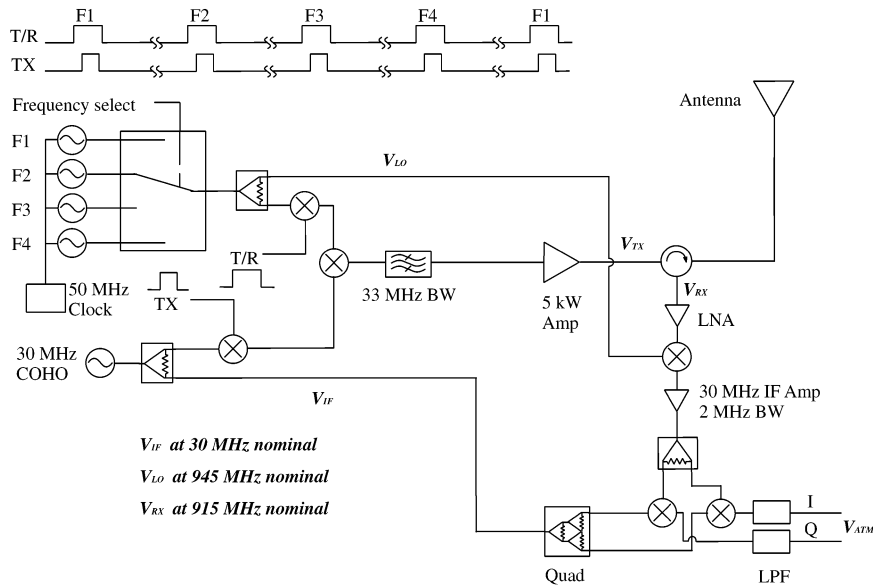 F1 F2 F3 F4 F1
T/R
TX
Frequency select
Antenna
F1
F2
F3
F4
V_LO
T/R
TX
50 MHz
Clock
33 MHz BW
5 kW
Amp
V_TX
V_RX
LNA
30 MHz
COHO
V_IF
30 MHz IF Amp
2 MHz BW
V_IF at 30 MHz nominal
V_LO at 945 MHz nominal
V_RX at 915 MHz nominal
I
Q
V_ATM
Quad
LPF